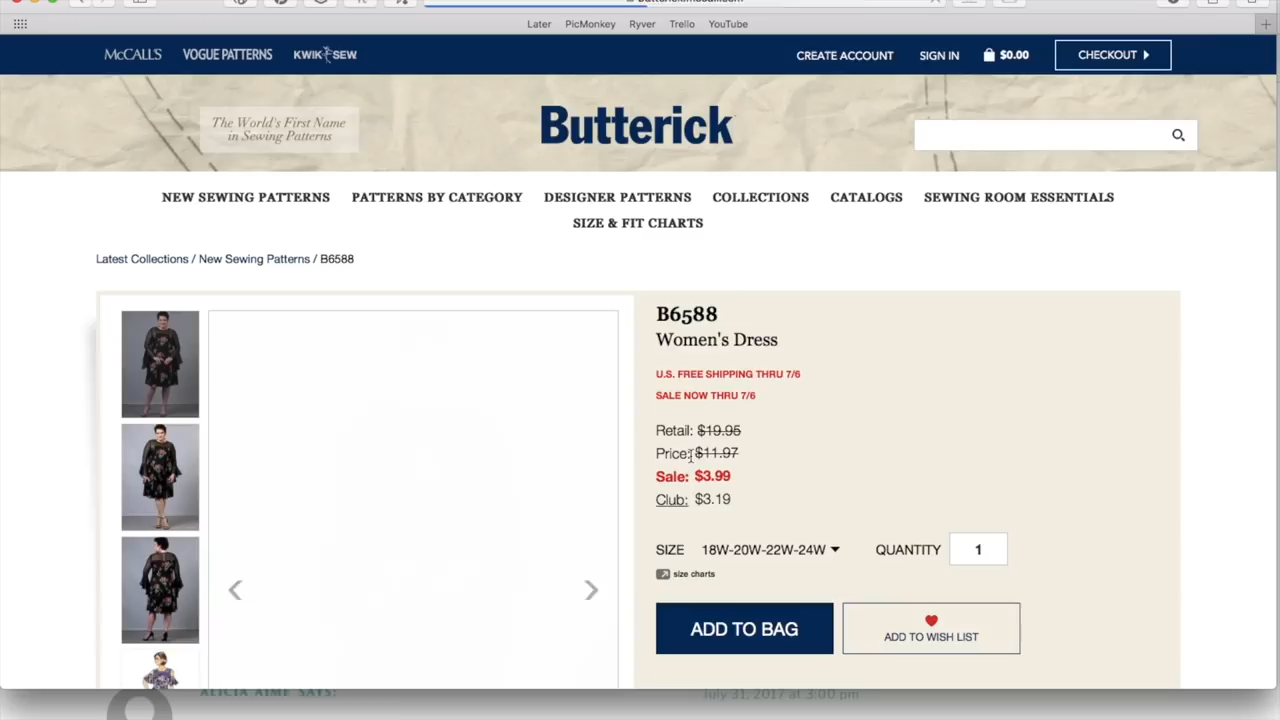 Later PicMonkey Ryver Trello YouTube
McCALL'S VOGUE PATTERNS KWIK SEW CREATE ACCOUNT SIGN IN $0.00 CHECKOUT
The World's First Name
in Sewing Patterns
Butterick
NEW SEWING PATTERNS PATTERNS BY CATEGORY DESIGNER PATTERNS COLLECTIONS CATALOGS SEWING ROOM ESSENTIALS
SIZE & FIT CHARTS
Latest Collections / New Sewing Patterns / B6588
B6588
Women's Dress
U.S. FREE SHIPPING THRU 7/6
SALE NOW THRU 7/6
Retail: $19.95
Price: $11.97
Sale: $3.99
Club: $3.19
SIZE 18W-20W-22W-24W QUANTITY 1
size charts
ADD TO BAG ADD TO WISH LIST
ALICIA AIME SAYS: July 31, 2017 at 3:00 pm